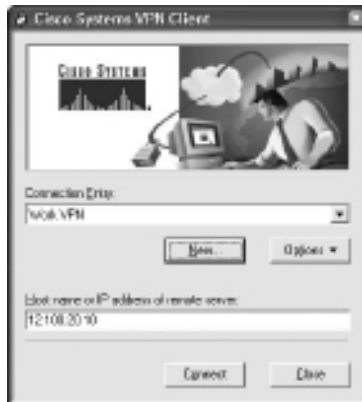 Cisco Systems VPN Client
CISCO SYSTEMS
Connection Entry:
Work VPN
New...
Options
Host name or IP address of remote server:
Connect
Close